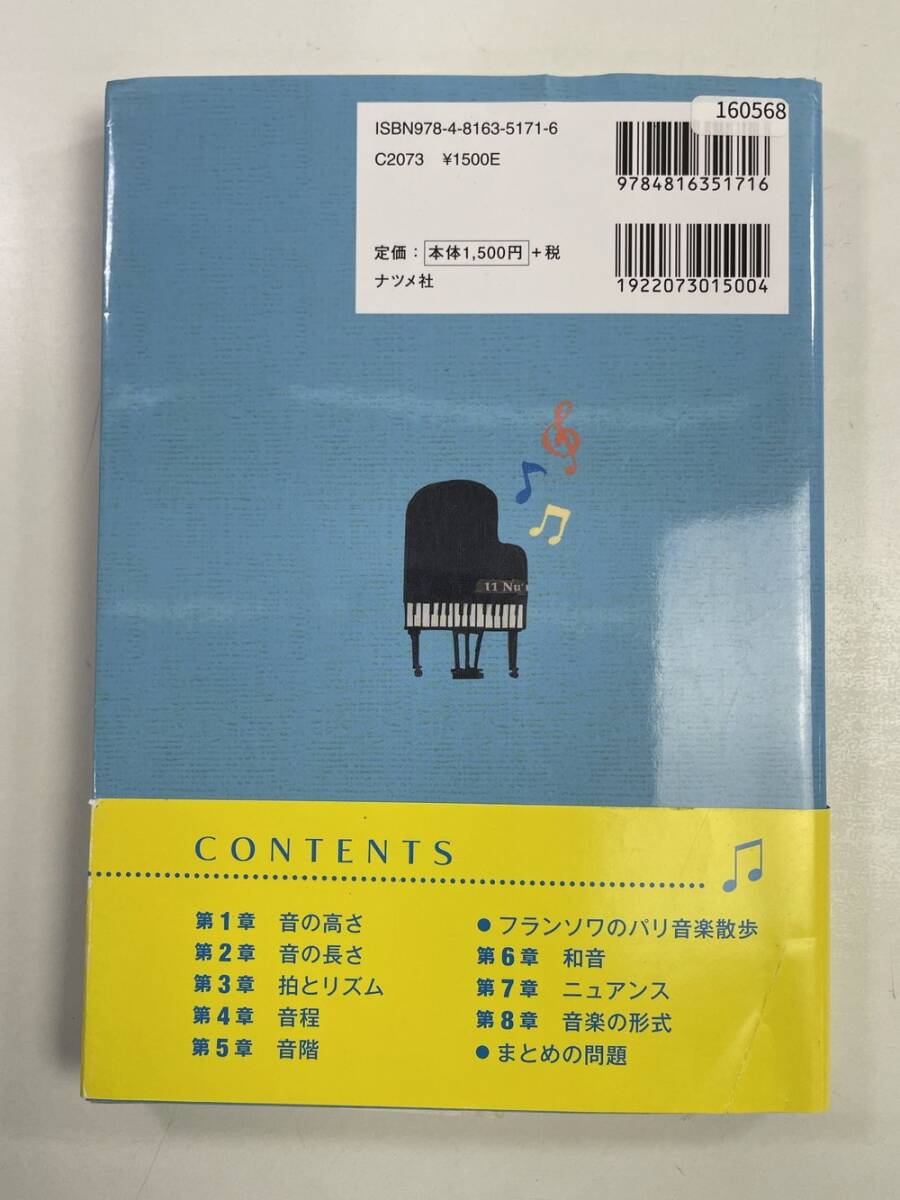 160568
ISBN978-4-8163-5171-6
C2073 ¥1500E
9784816351716
定価：本体1,500円＋税
ナツメ社
1922073015004
CONTENTS
第1章 音の高さ
第2章 音の長さ
第3章 拍とリズム
第4章 音程
第5章 音階
●フランソワのパリ音楽散歩
第6章 和音
第7章 ニュアンス
第8章 音楽の形式
●まとめの問題